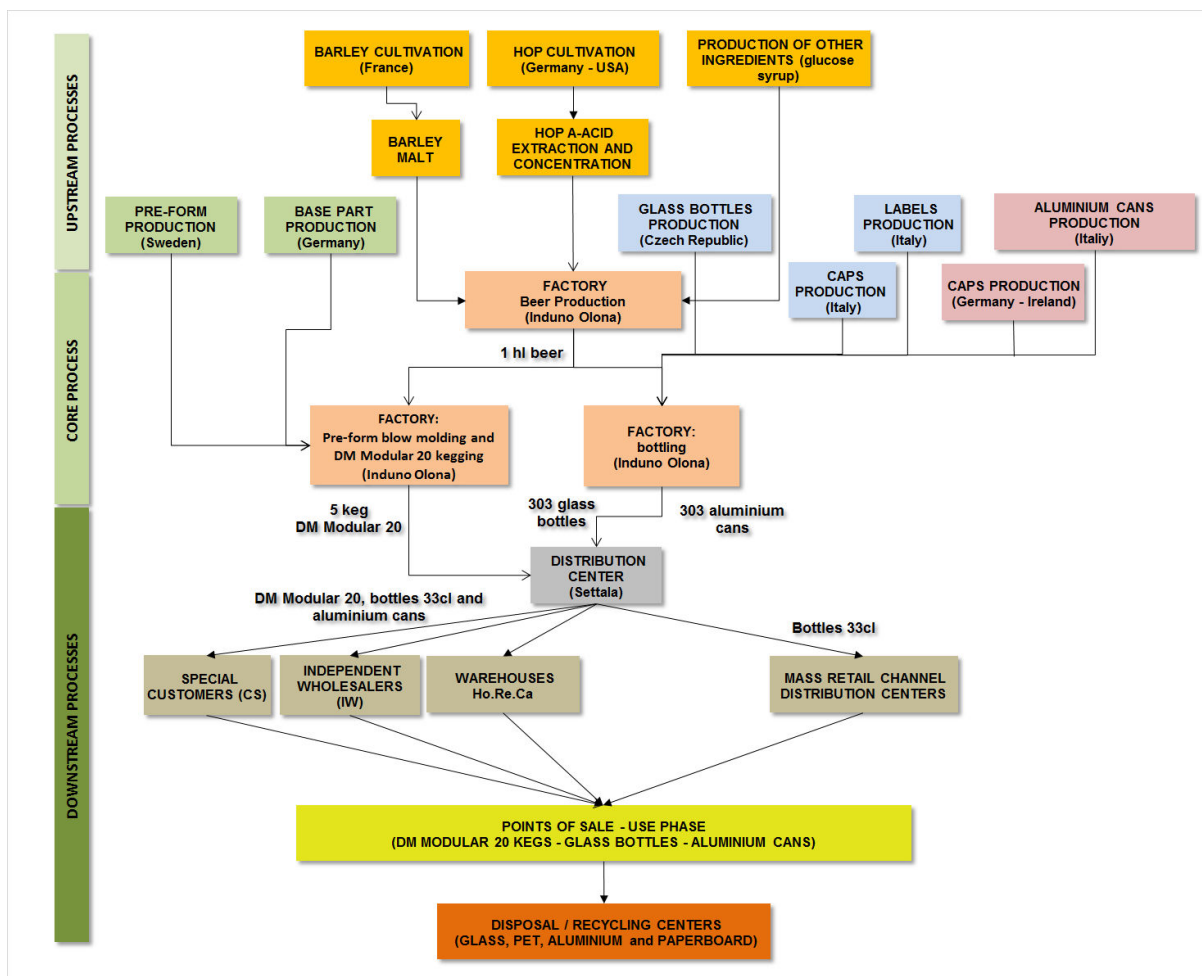 UPSTREAM PROCESSES
BARLEY CULTIVATION
(France)
HOP CULTIVATION
(Germany - USA)
PRODUCTION OF OTHER
INGREDIENTS (glucose
syrup)
BARLEY
MALT
HOP A-ACID
EXTRACTION AND
CONCENTRATION
PRE-FORM
PRODUCTION
(Sweden)
BASE PART
PRODUCTION
(Germany)
GLASS BOTTLES
PRODUCTION
(Czech Republic)
LABELS
PRODUCTION
(Italy)
ALUMINIUM CANS
PRODUCTION
(Italiy)
CORE PROCESS
FACTORY
Beer Production
(Induno Olona)
CAPS
PRODUCTION
(Italy)
CAPS PRODUCTION
(Germany - Ireland)
1 hl beer
FACTORY:
Pre-form blow molding and
DM Modular 20 kegging
(Induno Olona)
FACTORY:
bottling
(Induno Olona)
DOWNSTREAM PROCESSES
5 keg
DM Modular 20
303 glass
bottles
303 aluminium
cans
DISTRIBUTION
CENTER
(Settala)
DM Modular 20, bottles 33cl and
aluminium cans
Bottles 33cl
SPECIAL
CUSTOMERS (CS)
INDEPENDENT
WHOLESALERS
(IW)
WAREHOUSES
Ho.Re.Ca
MASS RETAIL CHANNEL
DISTRIBUTION CENTERS
POINTS OF SALE - USE PHASE
(DM MODULAR 20 KEGS - GLASS BOTTLES - ALUMINIUM CANS)
DISPOSAL / RECYCLING CENTERS
(GLASS, PET, ALUMINIUM and PAPERBOARD)